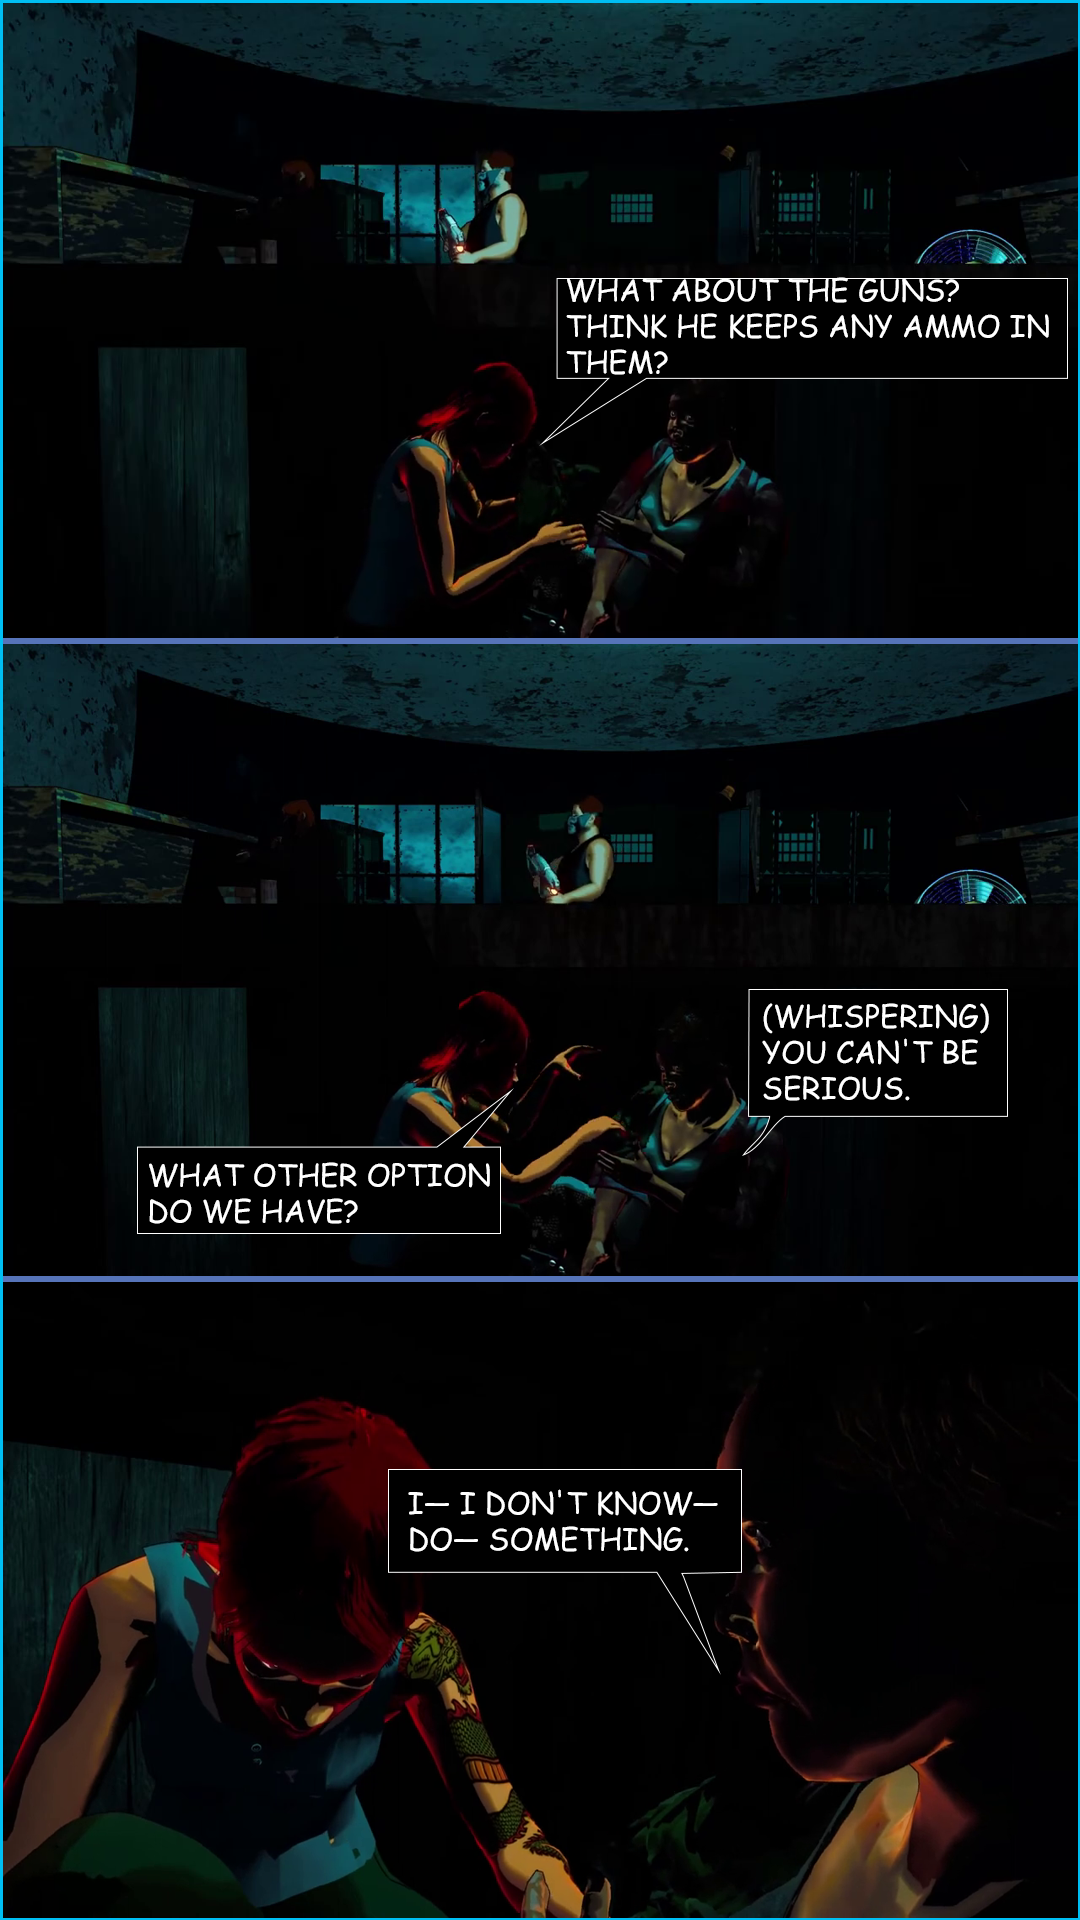 WHAT ABOUT THE GUNS?
THINK HE KEEPS ANY AMMO IN
THEM?
(WHISPERING)
YOU CAN'T BE
SERIOUS.
WHAT OTHER OPTION
DO WE HAVE?
I— I DON'T KNOW—
DO— SOMETHING.